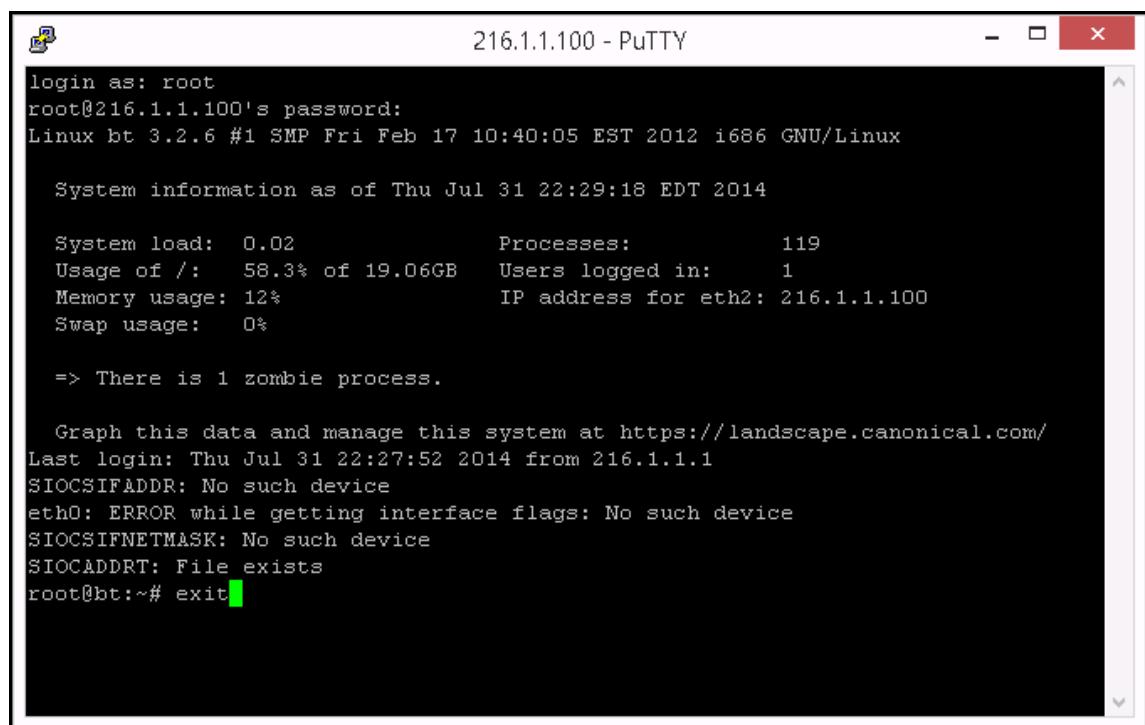 216.1.1.100 - PuTTY
login as: root
root@216.1.1.100's password:
Linux bt 3.2.6 #1 SMP Fri Feb 17 10:40:05 EST 2012 i686 GNU/Linux
System information as of Thu Jul 31 22:29:18 EDT 2014
System load: 0.02 Processes: 119
Usage of /: 58.3% of 19.06GB Users logged in: 1
Memory usage: 12% IP address for eth2: 216.1.1.100
Swap usage: 0%
=> There is 1 zombie process.
Graph this data and manage this system at https://landscape.canonical.com/
Last login: Thu Jul 31 22:27:52 2014 from 216.1.1.1
SIOCSIFADDR: No such device
eth0: ERROR while getting interface flags: No such device
SIOCSIFNETMASK: No such device
SIOCADDRT: File exists
root@bt:~# exit